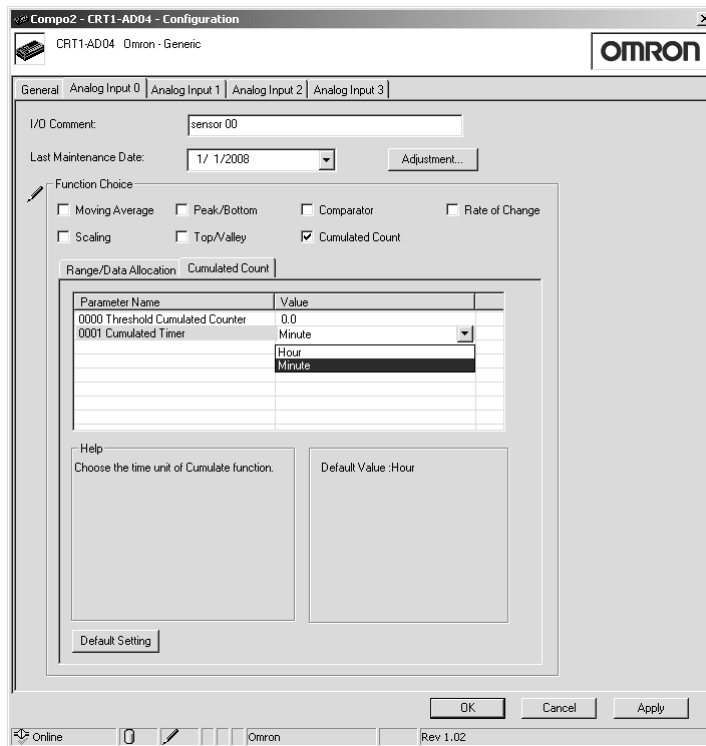 Compo2 - CRT1-AD04 - Configuration
CRT1-AD04 Omron - Generic
OMRON
General Analog Input 0 Analog Input 1 Analog Input 2 Analog Input 3
I/O Comment: sensor 00
Last Maintenance Date: 1/ 1/2008 Adjustment...
Function Choice
Moving Average Peak/Bottom Comparator Rate of Change
Scaling Top/Valley Cumulated Count
Range/Data Allocation Cumulated Count
Parameter Name Value
0000 Threshold Cumulated Counter 0.0
0001 Cumulated Timer Minute
Hour
Minute
Help
Choose the time unit of Cumulate function. Default Value :Hour
Default Setting
OK Cancel Apply
Online Omron Rev 1.02